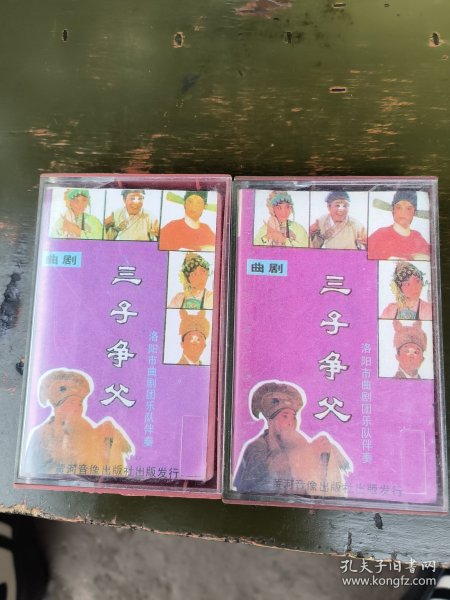 曲剧
三子争父
洛阳市曲剧团乐队伴奏
黄河音像出版社出版发行
曲剧
三子争父
洛阳市曲剧团乐队伴奏
黄河音像出版社出版发行
孔夫子旧书网
www.kongfz.com